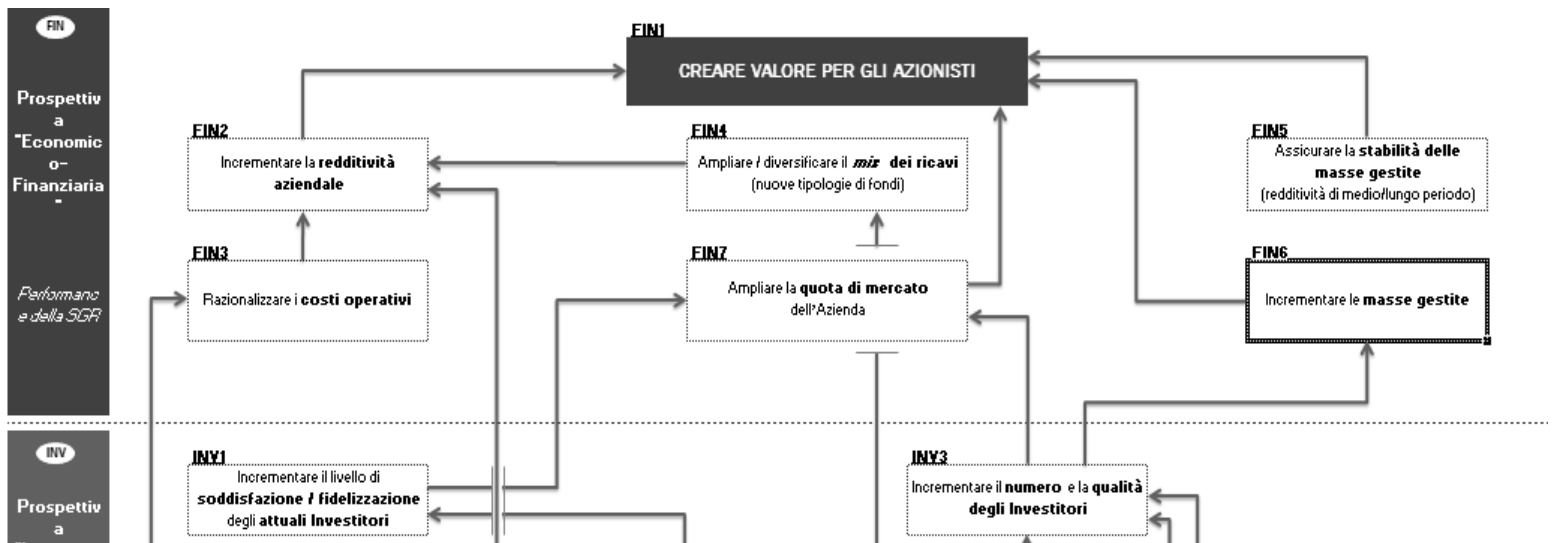 FIN
Prospettiv
a
"Economic
o-
Finanziaria
"
Performanc
e della SGR
FIN1
CREARE VALORE PER GLI AZIONISTI
FIN2
Incrementare la redditività
aziendale
FIN4
Ampliare / diversificare il mix dei ricavi
(nuove tipologie di fondi)
FIN5
Assicurare la stabilità delle
masse gestite
(redditività di medio/lungo periodo)
FIN3
Razionalizzare i costi operativi
FIN7
Ampliare la quota di mercato
dell'Azienda
FIN6
Incrementare le masse gestite
INV
Prospettiv
a
INV1
Incrementare il livello di
soddisfazione / fidelizzazione
degli attuali Investitori
INV3
Incrementare il numero e la qualità
degli Investitori